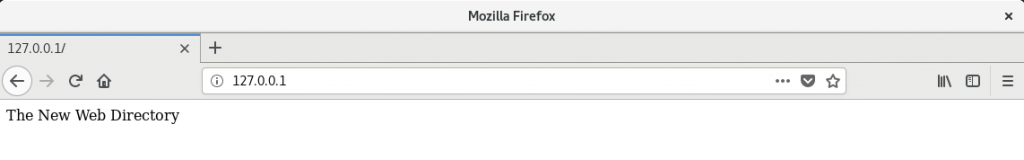 Mozilla Firefox
127.0.0.1/
127.0.0.1
The New Web Directory